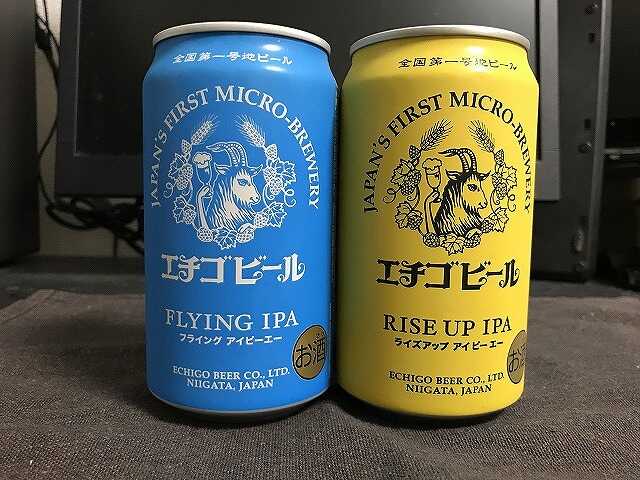 全国第一号地ビール
JAPAN'S FIRST MICRO-BREWERY
エチゴビール
FLYING IPA
フライング アイピーエー
お酒
ECHIGO BEER CO., LTD.
NIIGATA, JAPAN
全国第一号地ビール
JAPAN'S FIRST MICRO-BREWERY
エチゴビール
RISE UP IPA
ライズアップ アイピーエー
お酒
ECHIGO BEER CO., LTD.
NIIGATA, JAPAN